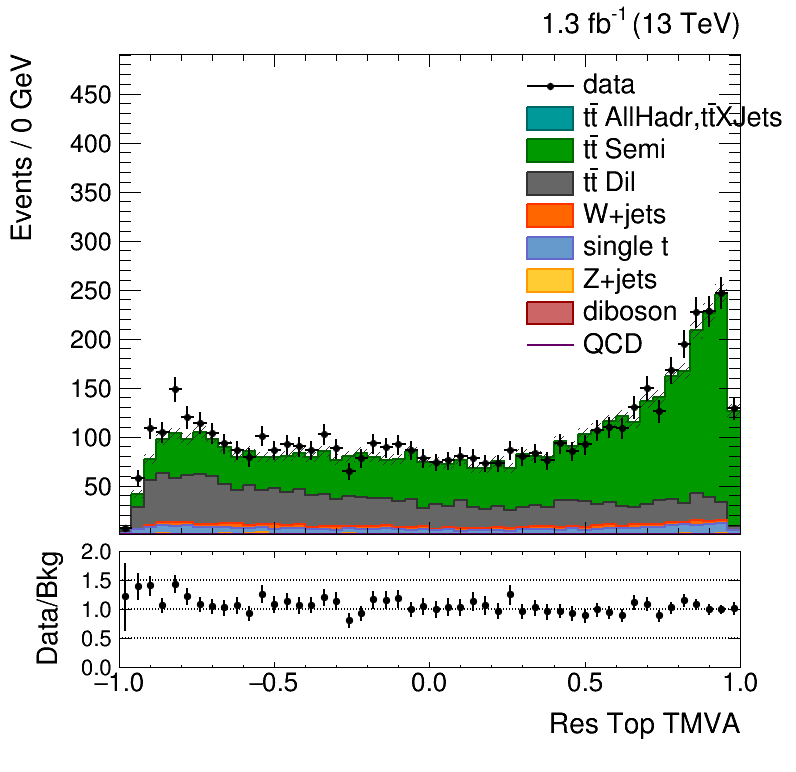 1.3 fb-1 (13 TeV)
Events / 0 GeV
450
400
350
300
250
200
150
100
50
data
tt̄ AllHadr,tt̄XJets
tt̄ Semi
tt̄ Dil
W+jets
single t
Z+jets
diboson
QCD
Data/Bkg
2.0
1.5
1.0
0.5
0.0
−1.0 −0.5 0.0 0.5 1.0
Res Top TMVA